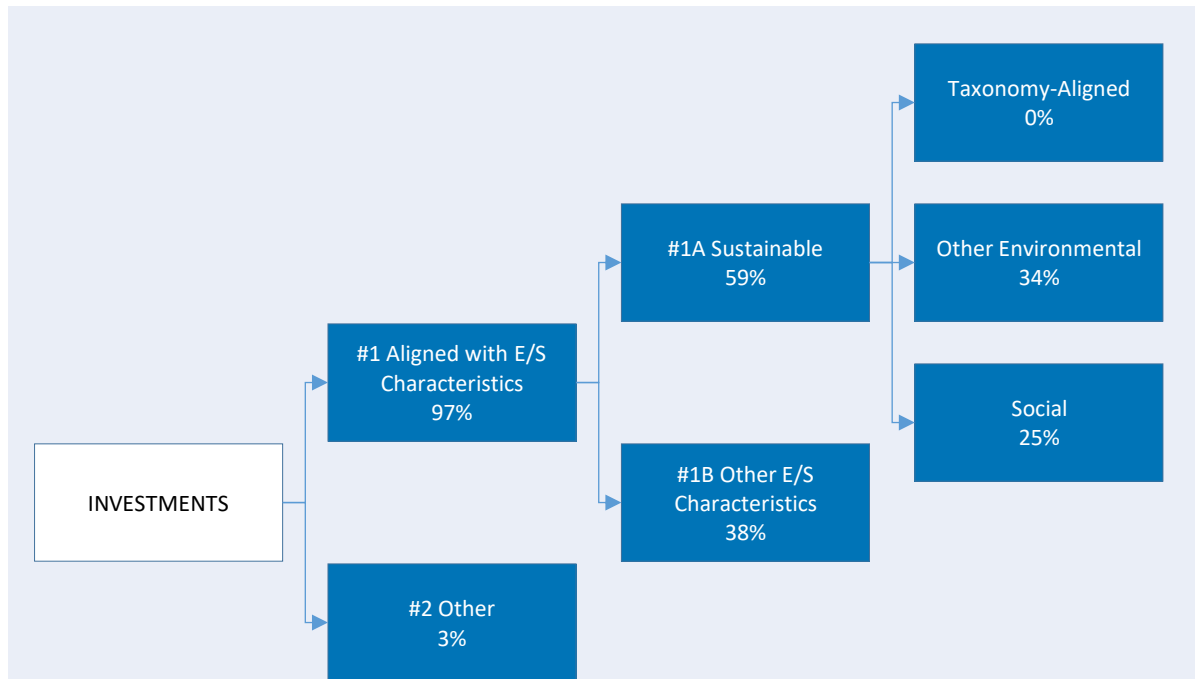 INVESTMENTS
#1 Aligned with E/S
Characteristics
97%
#2 Other
3%
#1A Sustainable
59%
#1B Other E/S
Characteristics
38%
Taxonomy-Aligned
0%
Other Environmental
34%
Social
25%